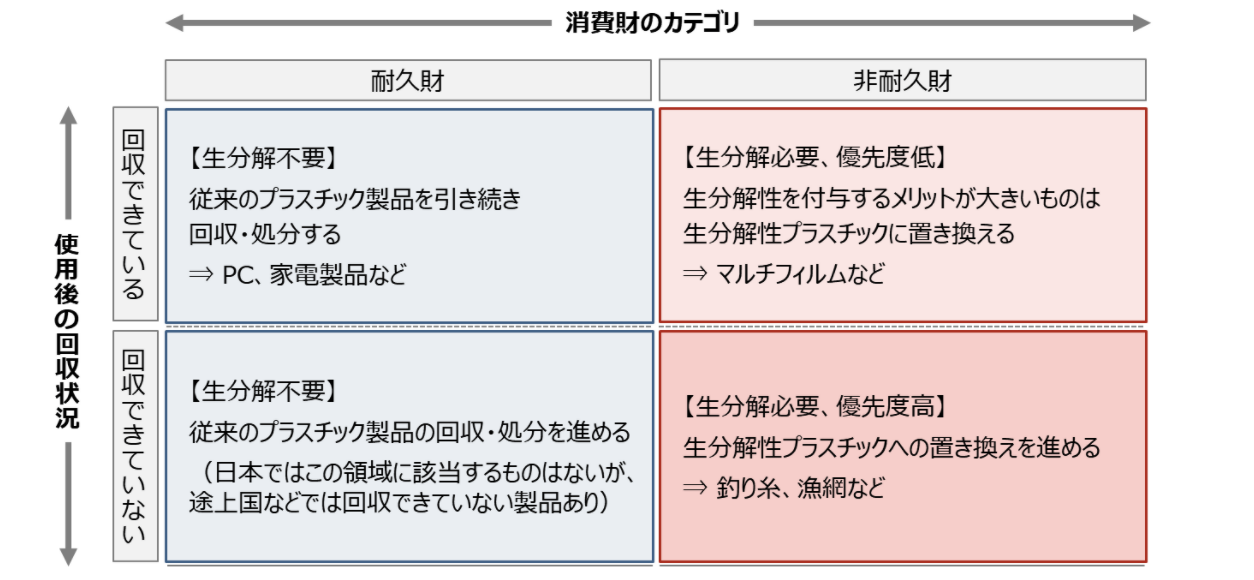 消費財のカテゴリ
耐久財
非耐久財
使用後の回収状況
回収できている
【生分解不要】
従来のプラスチック製品を引き続き
回収・処分する
⇒ PC、家電製品など
【生分解必要、優先度低】
生分解性を付与するメリットが大きいものは
生分解性プラスチックに置き換える
⇒ マルチフィルムなど
回収できていない
【生分解不要】
従来のプラスチック製品の回収・処分を進める
（日本ではこの領域に該当するものはないが、
途上国などでは回収できていない製品あり）
【生分解必要、優先度高】
生分解性プラスチックへの置き換えを進める
⇒ 釣り糸、漁網など